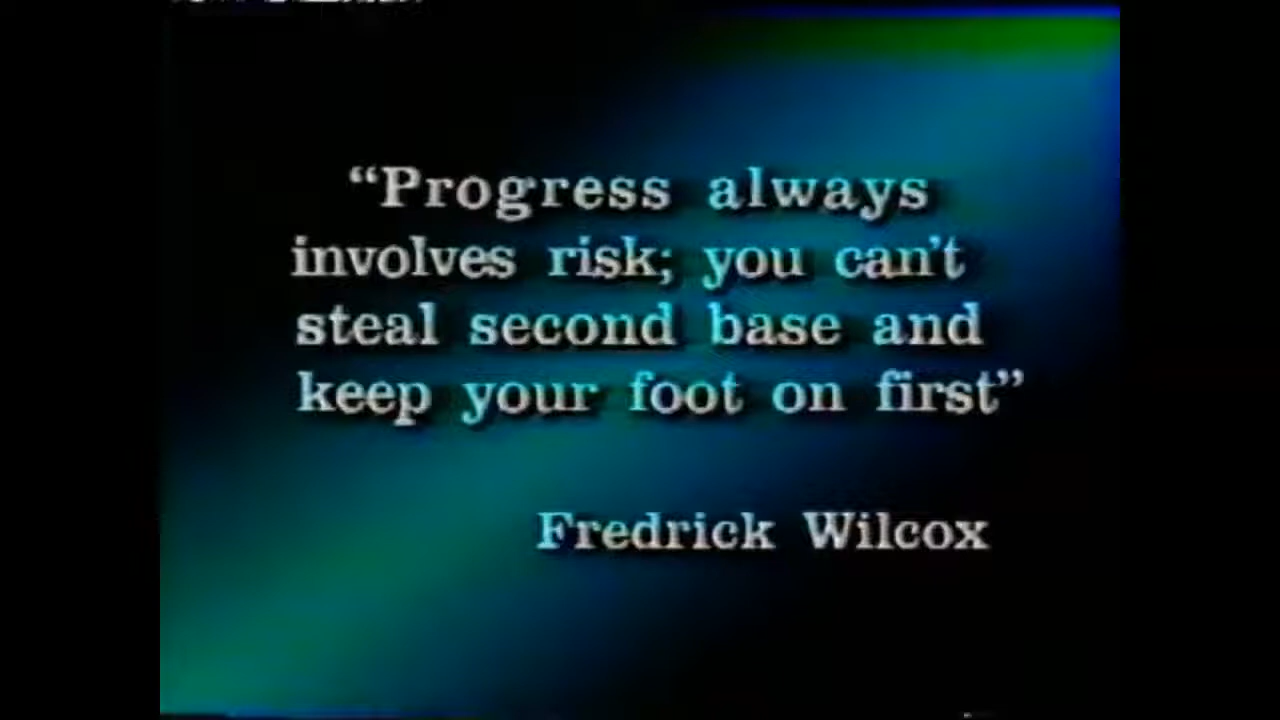 “Progress always
involves risk; you can’t
steal second base and
keep your foot on first”
Fredrick Wilcox